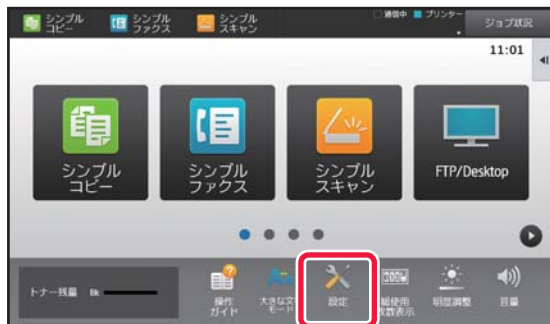 シンプル
コピー
シンプル
ファクス
シンプル
スキャン
通信中
プリンター
ジョブ状況
11:01
シンプル
コピー
シンプル
ファクス
シンプル
スキャン
FTP/Desktop
トナー残量 Bk
操作
ガイド
大きな文字
モード
設定
総使用
枚数表示
明度調整
音量